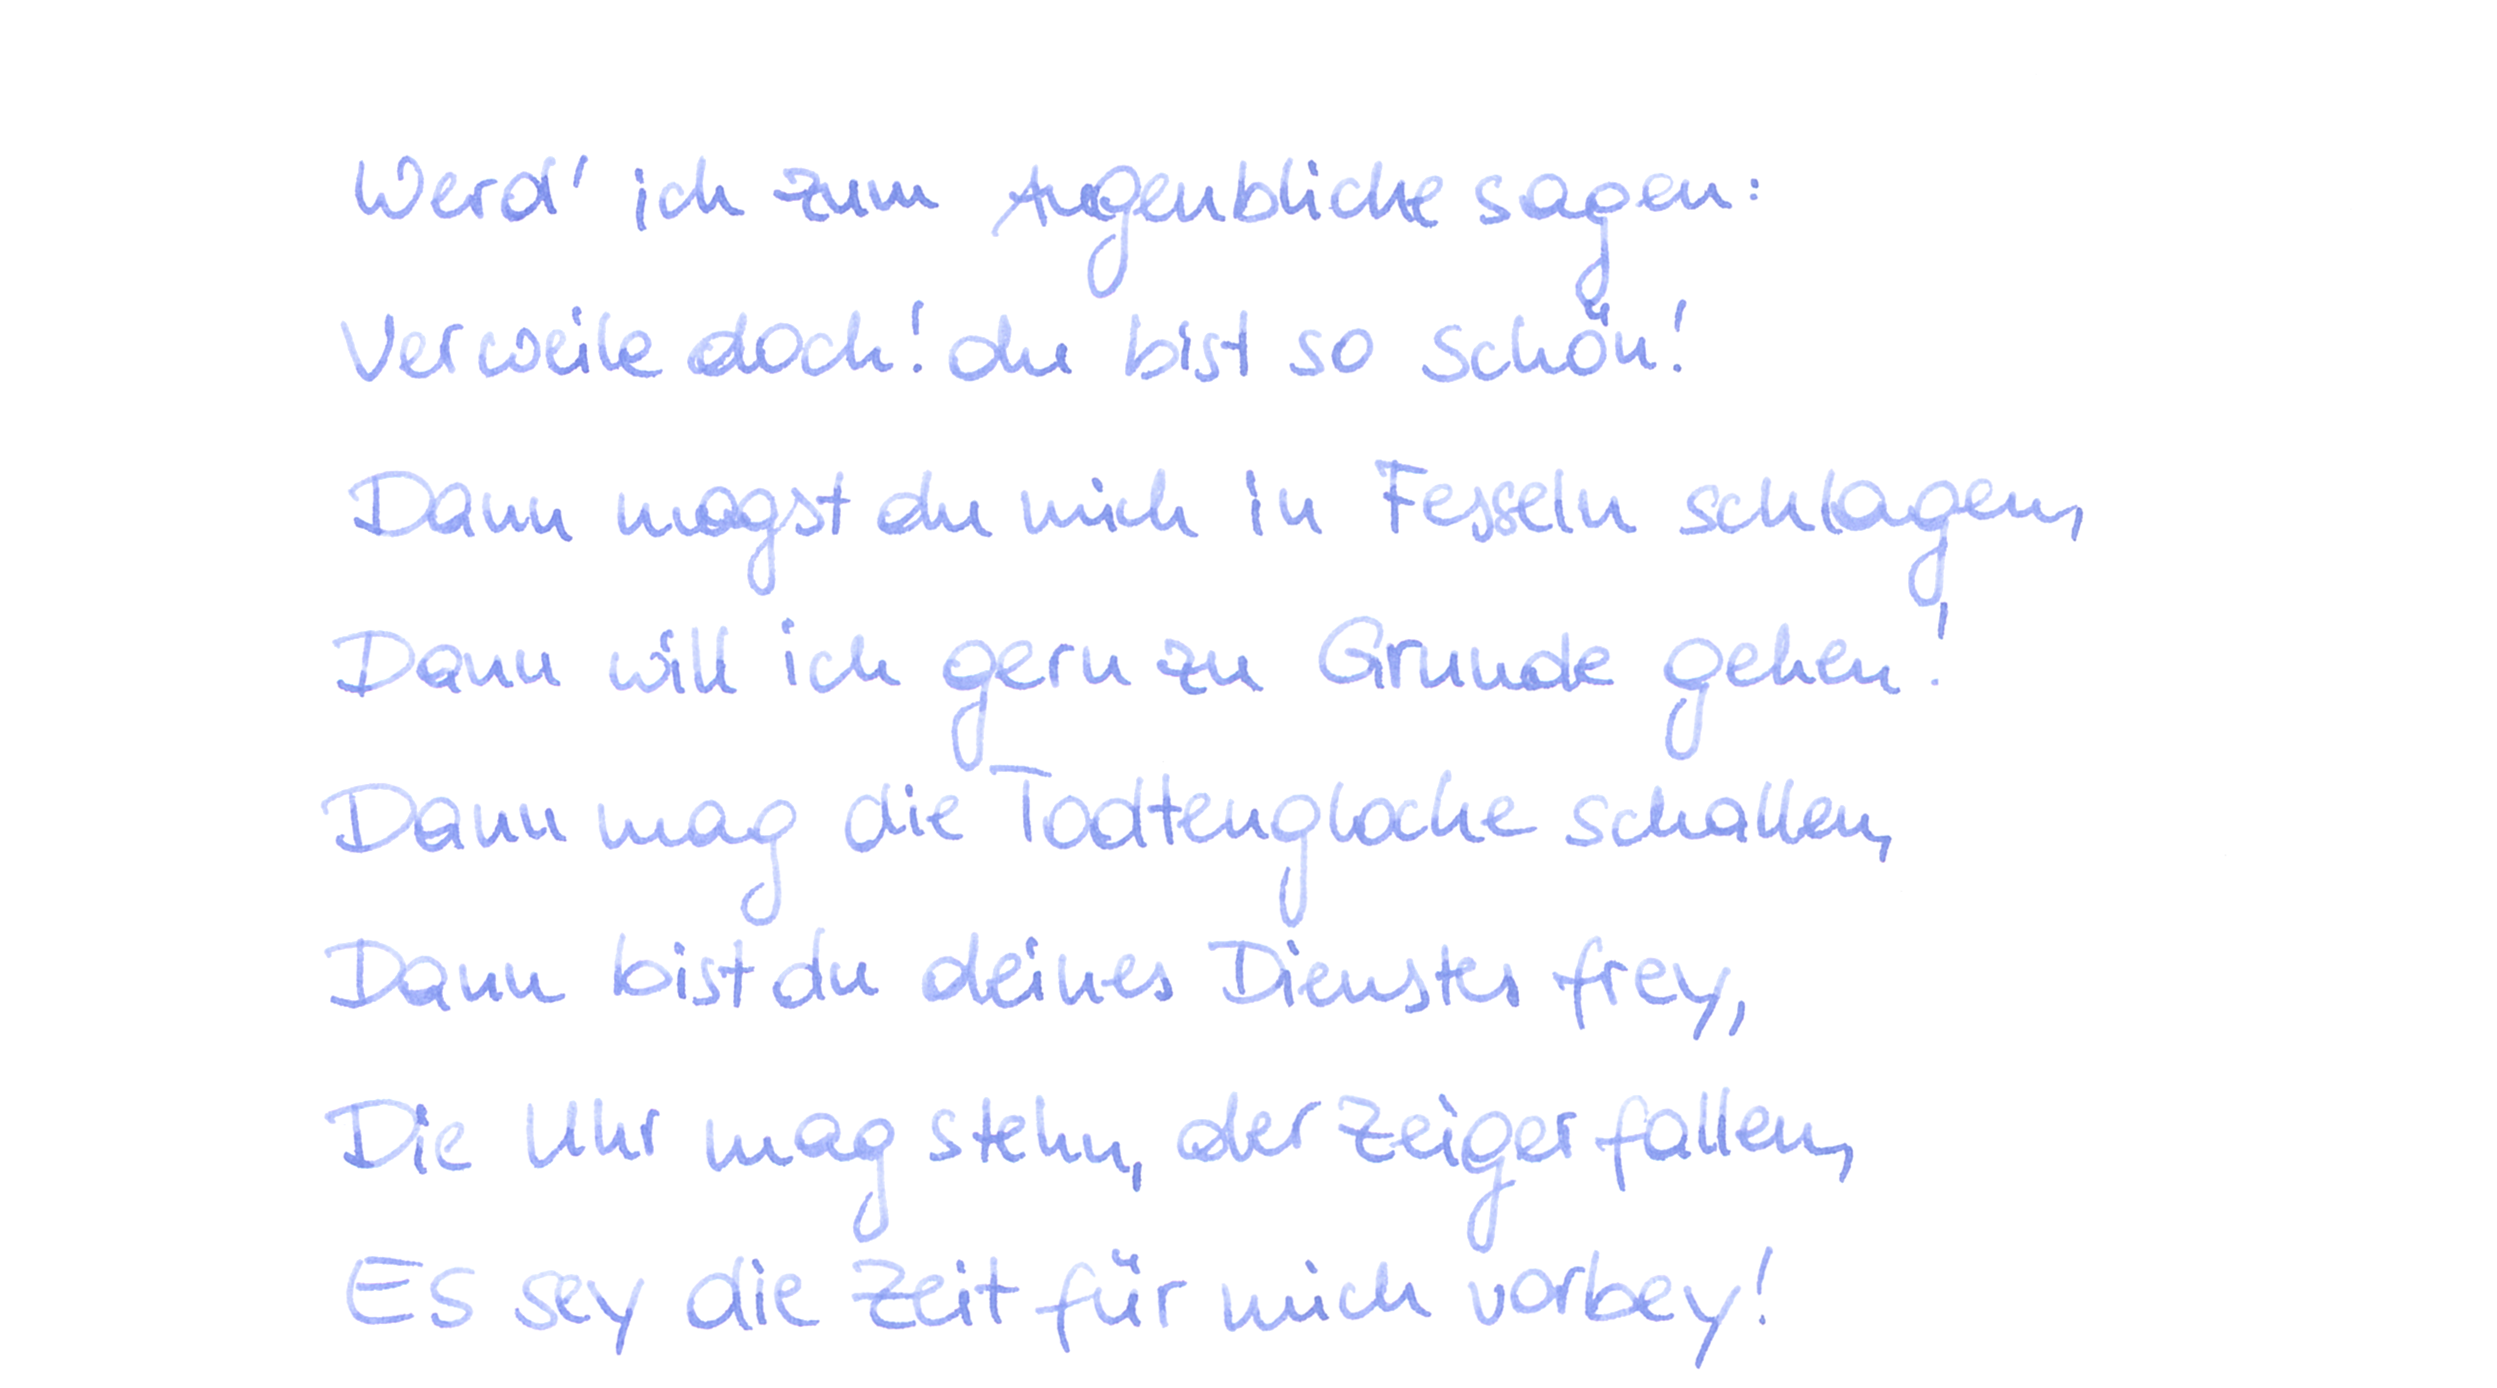 Werd' ich zum Augenblicke sagen:
Verweile doch! du bist so schön!
Dann magst du mich in Fesseln schlagen,
Dann will ich gern zu Grunde gehen!
Dann mag die Todtenglocke schallen,
Dann bist du deines Dienstes frey,
Die Uhr mag stehn, der Zeiger fallen,
Es sey die Zeit für mich vorbey!